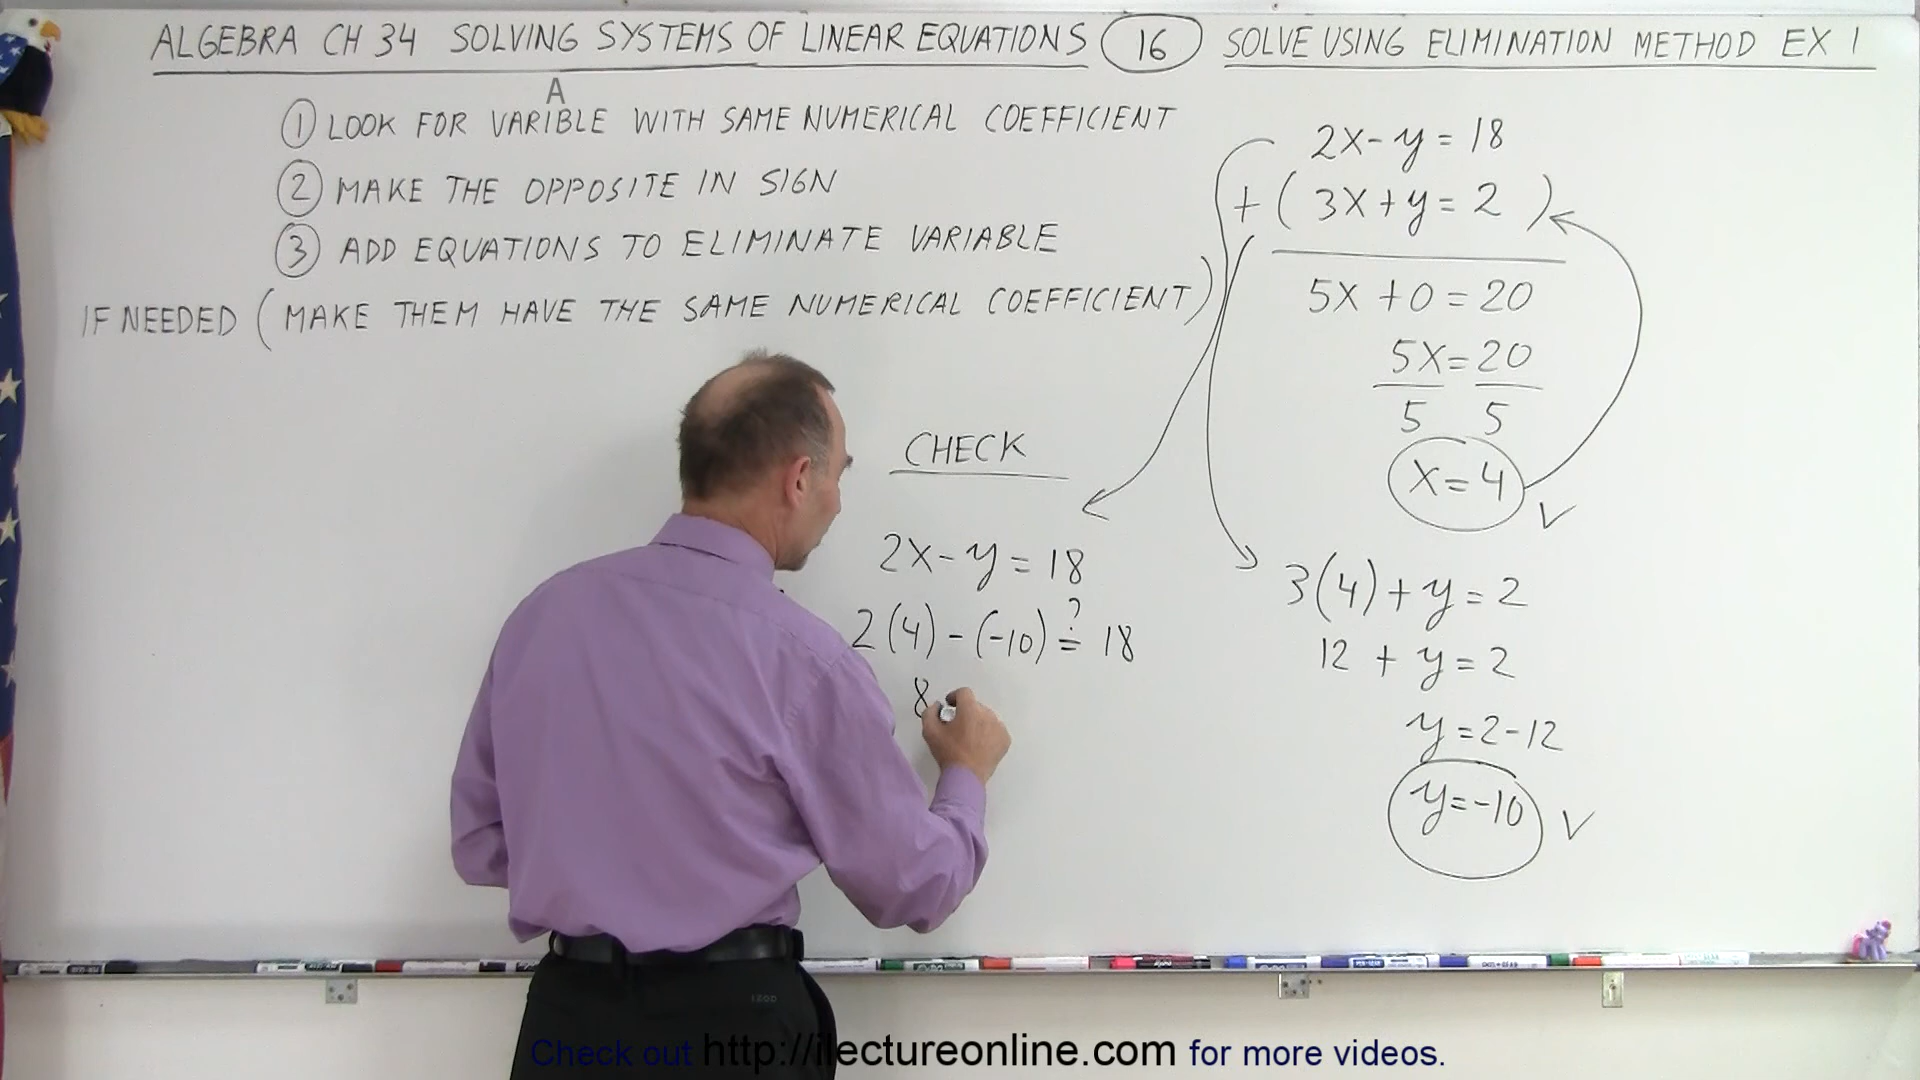 ALGEBRA CH 34 SOLVING SYSTEMS OF LINEAR EQUATIONS 16 SOLVE USING ELIMINATION METHOD EX 1
A
① LOOK FOR VARIBLE WITH SAME NUMERICAL COEFFICIENT
② MAKE THE OPPOSITE IN SIGN
③ ADD EQUATIONS TO ELIMINATE VARIABLE
IF NEEDED (MAKE THEM HAVE THE SAME NUMERICAL COEFFICIENT)
2X - y = 18
+ ( 3X + y = 2 )
5X + 0 = 20
5X = 20
5 5
X = 4 ✓
3(4) + y = 2
12 + y = 2
y = 2 - 12
y = -10 ✓
CHECK
2X - y = 18
2(4) - (-10) ≟ 18
8
IZOD
Check out http://ilectureonline.com for more videos.